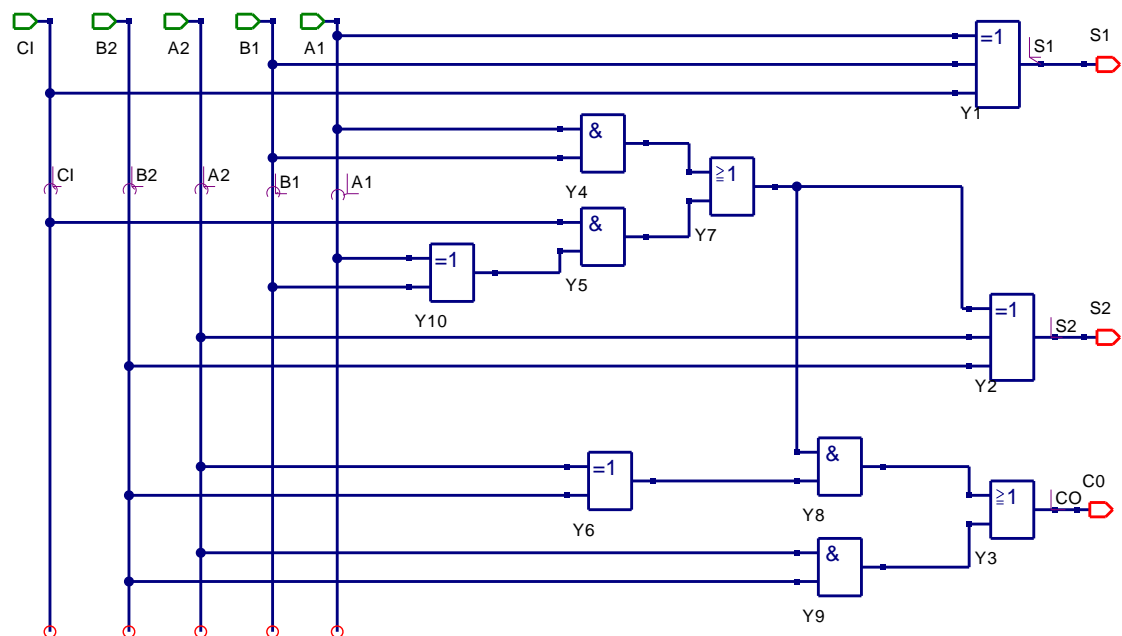 CI B2 A2 B1 A1
=1 S1 S1
Y1
&
Y4
CI B2 A2 B1 A1
≧1
Y7
&
Y5
=1
Y10
=1 S2 S2
Y2
=1
Y6
&
Y8
≧1 CO C0
Y3
&
Y9